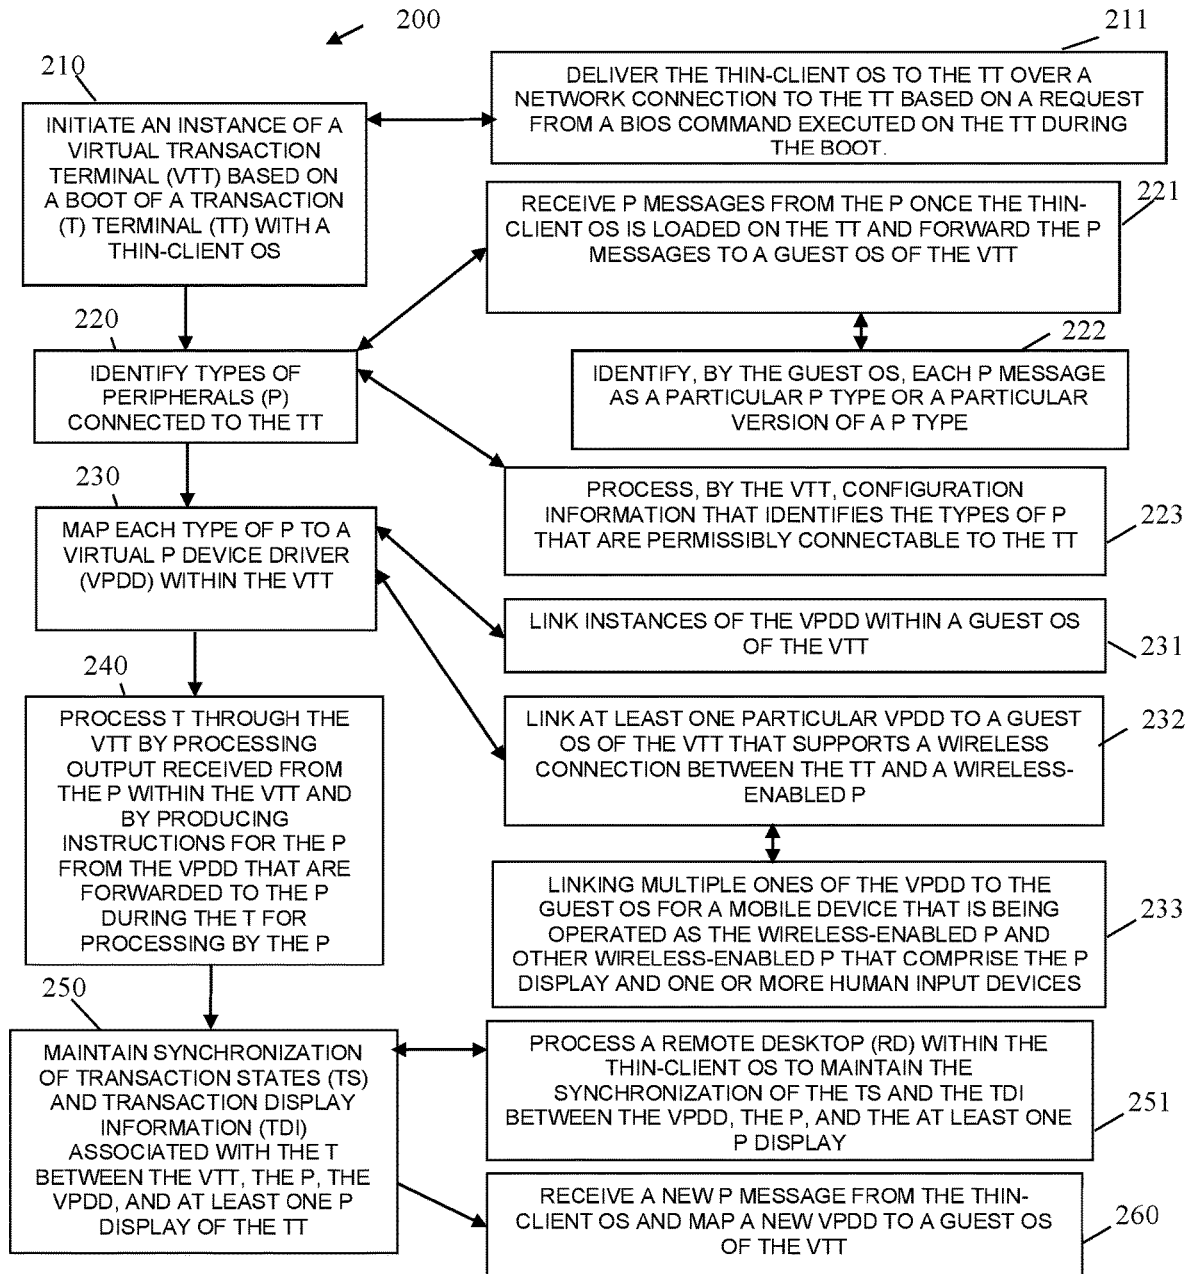 200
210
INITIATE AN INSTANCE OF A
VIRTUAL TRANSACTION
TERMINAL (VTT) BASED ON
A BOOT OF A TRANSACTION
(T) TERMINAL (TT) WITH A
THIN-CLIENT OS
211
DELIVER THE THIN-CLIENT OS TO THE TT OVER A
NETWORK CONNECTION TO THE TT BASED ON A REQUEST
FROM A BIOS COMMAND EXECUTED ON THE TT DURING
THE BOOT.
220
IDENTIFY TYPES OF
PERIPHERALS (P)
CONNECTED TO THE TT
221
RECEIVE P MESSAGES FROM THE P ONCE THE THIN-
CLIENT OS IS LOADED ON THE TT AND FORWARD THE P
MESSAGES TO A GUEST OS OF THE VTT
222
IDENTIFY, BY THE GUEST OS, EACH P MESSAGE
AS A PARTICULAR P TYPE OR A PARTICULAR
VERSION OF A P TYPE
PROCESS, BY THE VTT, CONFIGURATION
INFORMATION THAT IDENTIFIES THE TYPES OF P
THAT ARE PERMISSIBLY CONNECTABLE TO THE TT
223
230
MAP EACH TYPE OF P TO A
VIRTUAL P DEVICE DRIVER
(VPDD) WITHIN THE VTT
LINK INSTANCES OF THE VPDD WITHIN A GUEST OS
OF THE VTT
231
LINK AT LEAST ONE PARTICULAR VPDD TO A GUEST
OS OF THE VTT THAT SUPPORTS A WIRELESS
CONNECTION BETWEEN THE TT AND A WIRELESS-
ENABLED P
232
LINKING MULTIPLE ONES OF THE VPDD TO THE
GUEST OS FOR A MOBILE DEVICE THAT IS BEING
OPERATED AS THE WIRELESS-ENABLED P AND
OTHER WIRELESS-ENABLED P THAT COMPRISE THE P
DISPLAY AND ONE OR MORE HUMAN INPUT DEVICES
233
240
PROCESS T THROUGH THE
VTT BY PROCESSING
OUTPUT RECEIVED FROM
THE P WITHIN THE VTT AND
BY PRODUCING
INSTRUCTIONS FOR THE P
FROM THE VPDD THAT ARE
FORWARDED TO THE P
DURING THE T FOR
PROCESSING BY THE P
250
MAINTAIN SYNCHRONIZATION
OF TRANSACTION STATES (TS)
AND TRANSACTION DISPLAY
INFORMATION (TDI)
ASSOCIATED WITH THE T
BETWEEN THE VTT, THE P, THE
VPDD, AND AT LEAST ONE P
DISPLAY OF THE TT
PROCESS A REMOTE DESKTOP (RD) WITHIN THE
THIN-CLIENT OS TO MAINTAIN THE
SYNCHRONIZATION OF THE TS AND THE TDI
BETWEEN THE VPDD, THE P, AND THE AT LEAST ONE
P DISPLAY
251
RECEIVE A NEW P MESSAGE FROM THE THIN-
CLIENT OS AND MAP A NEW VPDD TO A GUEST OS
OF THE VTT
260